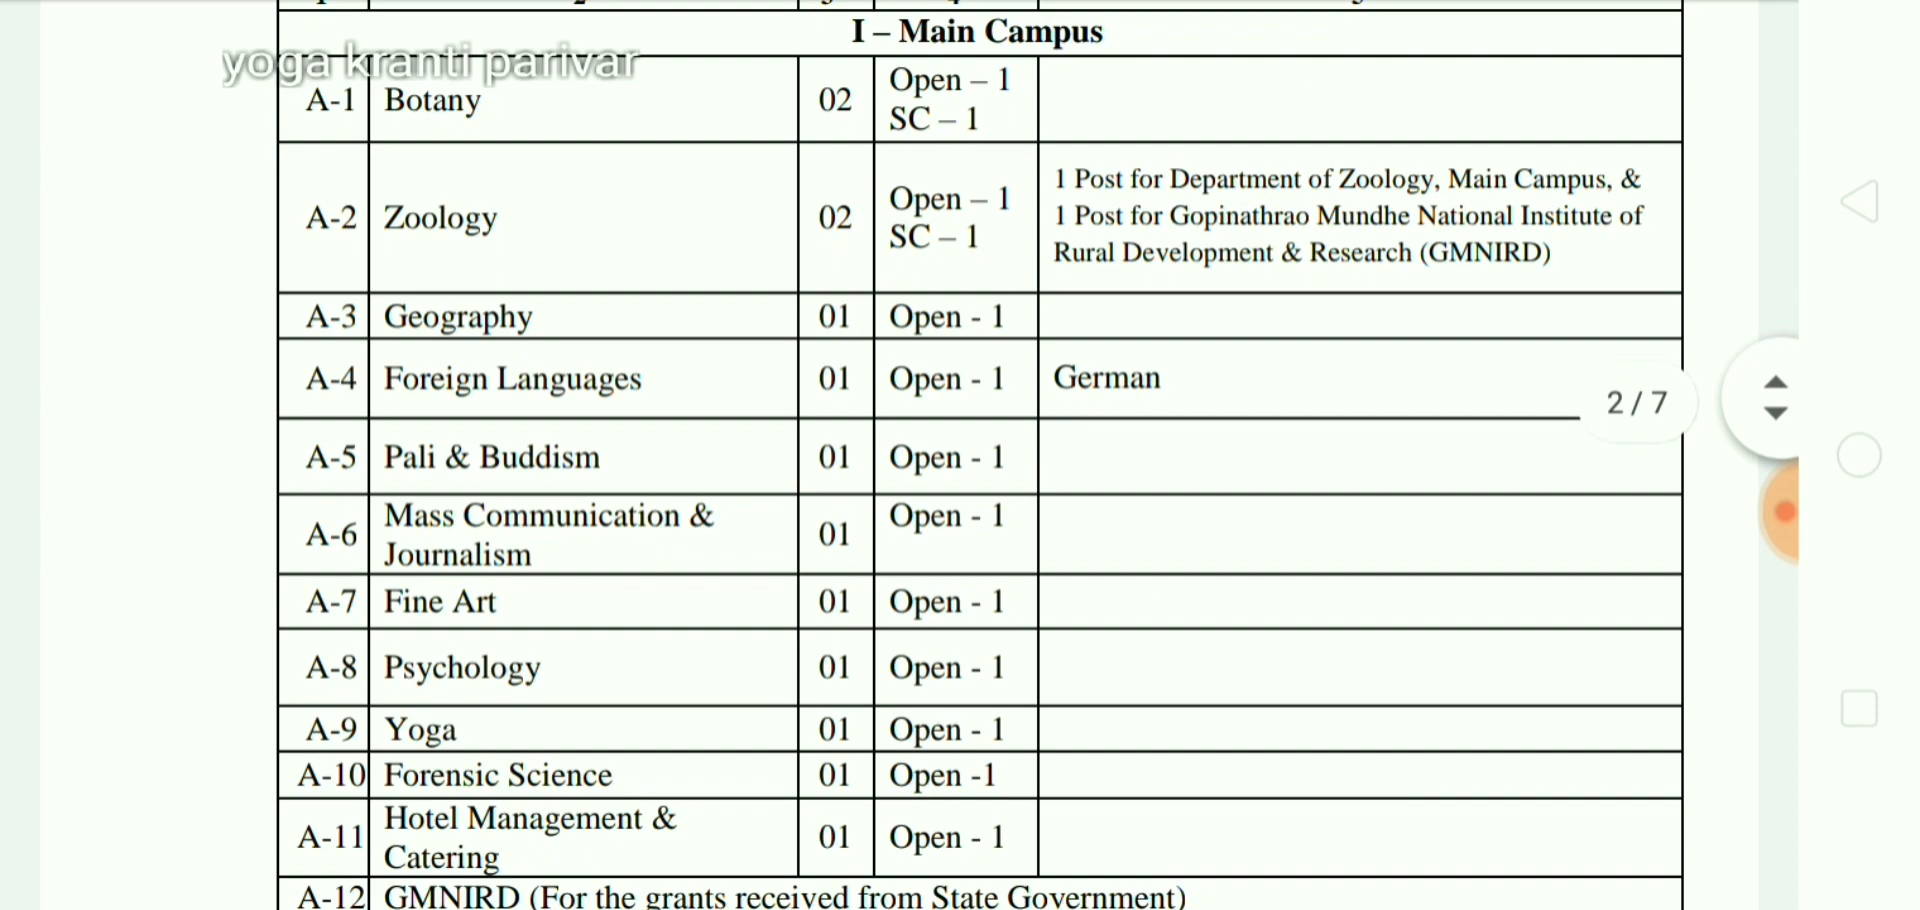 I – Main Campus
yoga kranti parivar
A-1 Botany 02 Open – 1
SC – 1
A-2 Zoology 02 Open – 1
SC – 1
1 Post for Department of Zoology, Main Campus, &
1 Post for Gopinathrao Mundhe National Institute of
Rural Development & Research (GMNIRD)
A-3 Geography 01 Open - 1
A-4 Foreign Languages 01 Open - 1 German
2 / 7
A-5 Pali & Buddism 01 Open - 1
A-6 Mass Communication &
Journalism 01 Open - 1
A-7 Fine Art 01 Open - 1
A-8 Psychology 01 Open - 1
A-9 Yoga 01 Open - 1
A-10 Forensic Science 01 Open -1
A-11 Hotel Management &
Catering 01 Open - 1
A-12 GMNIRD (For the grants received from State Government)